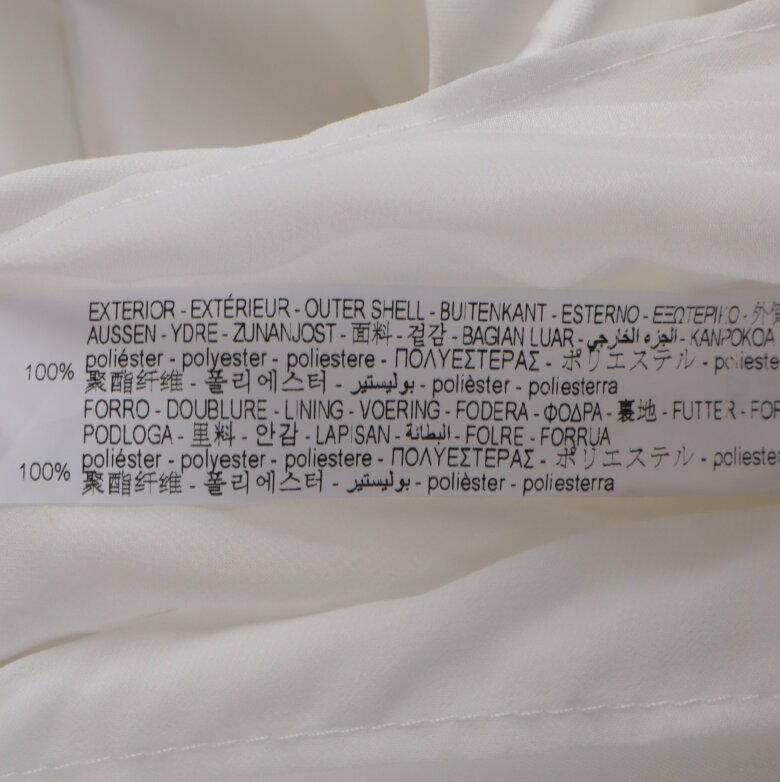 EXTERIOR - EXTÉRIEUR - OUTER SHELL - BUITENKANT - ESTERNO - ΕΞΩΤΕΡΙΚΟ - 外側
AUSSEN - YDRE - ZUNANJOST - 面料 - 겉감 - BAGIAN LUAR - الجزء الخارجي - KANPOKOA
100% poliéster - polyester - poliestere - ΠΟΛΥΕΣΤΕΡΑΣ - ポリエステル -
聚酯纤维 - 폴리에스터 - بوليستير - polièster - poliesterra
FORRO - DOUBLURE - LINING - VOERING - FODERA - ΦΟΔΡΑ - 裏地 - FUTTER -
PODLOGA - 里料 - 안감 - LAPISAN - البطانة - FOLRE - FORRUA
100% poliéster - polyester - poliestere - ΠΟΛΥΕΣΤΕΡΑΣ - ポリエステル -
聚酯纤维 - 폴리에스터 - بوليستير - polièster - poliesterra